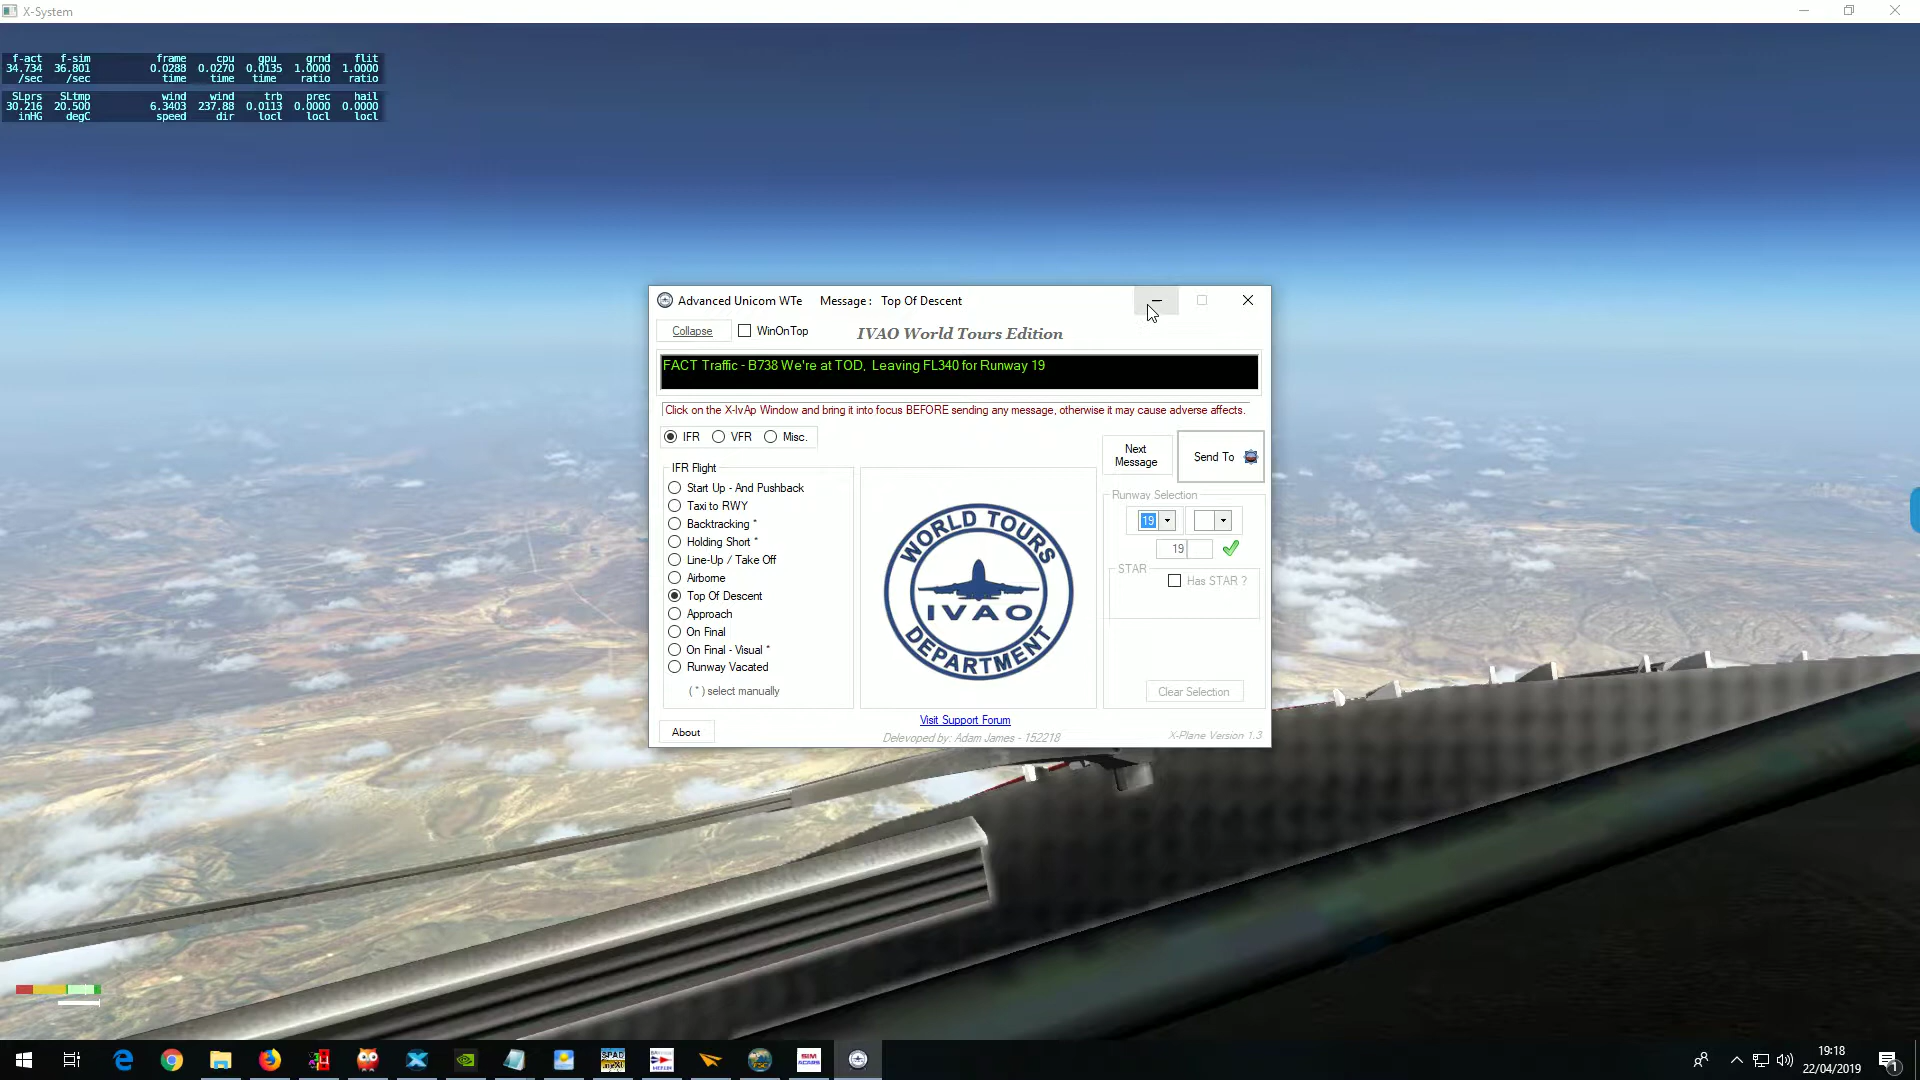 X-System
f-act f-sim frame cpu gpu grnd flit
34.734 36.801 0.0288 0.0270 0.0135 1.0000 1.0000
/sec /sec time time time ratio ratio
SLprs SLtmp wind wind trb prec hail
30.216 20.500 6.3403 237.88 0.0113 0.0000 0.0000
inHG degC speed dir locl locl locl
Advanced Unicom WTe Message : Top Of Descent
Collapse WinOnTop IVAO World Tours Edition
FACT Traffic - B738 We're at TOD, Leaving FL340 for Runway 19
Click on the X-IvAp Window and bring it into focus BEFORE sending any message, otherwise it may cause adverse affects.
IFR VFR Misc.
Next Message
Send To
IFR Flight
Start Up - And Pushback
Taxi to RWY
Backtracking *
Holding Short *
Line-Up / Take Off
Airborne
Top Of Descent
Approach
On Final
On Final - Visual *
Runway Vacated
( * ) select manually
WORLD TOURS
IVAO
DEPARTMENT
Runway Selection
19
19
STAR
Has STAR ?
Clear Selection
Visit Support Forum
About
Delevoped by: Adam James - 152218
X-Plane Version 1.3
SPAD
SIM
ACARS
19:18
22/04/2019
1